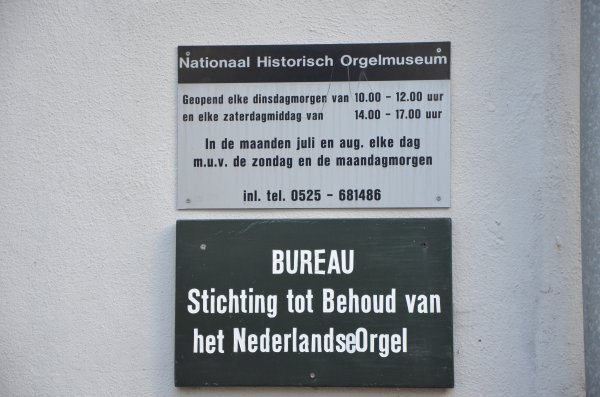 Nationaal Historisch Orgelmuseum
Geopend elke dinsdagmorgen van 10.00 - 12.00 uur
en elke zaterdagmiddag van 14.00 - 17.00 uur
In de maanden juli en aug. elke dag
m.u.v. de zondag en de maandagmorgen
inl. tel. 0525 - 681486
BUREAU
Stichting tot Behoud van
het Nederlandse Orgel